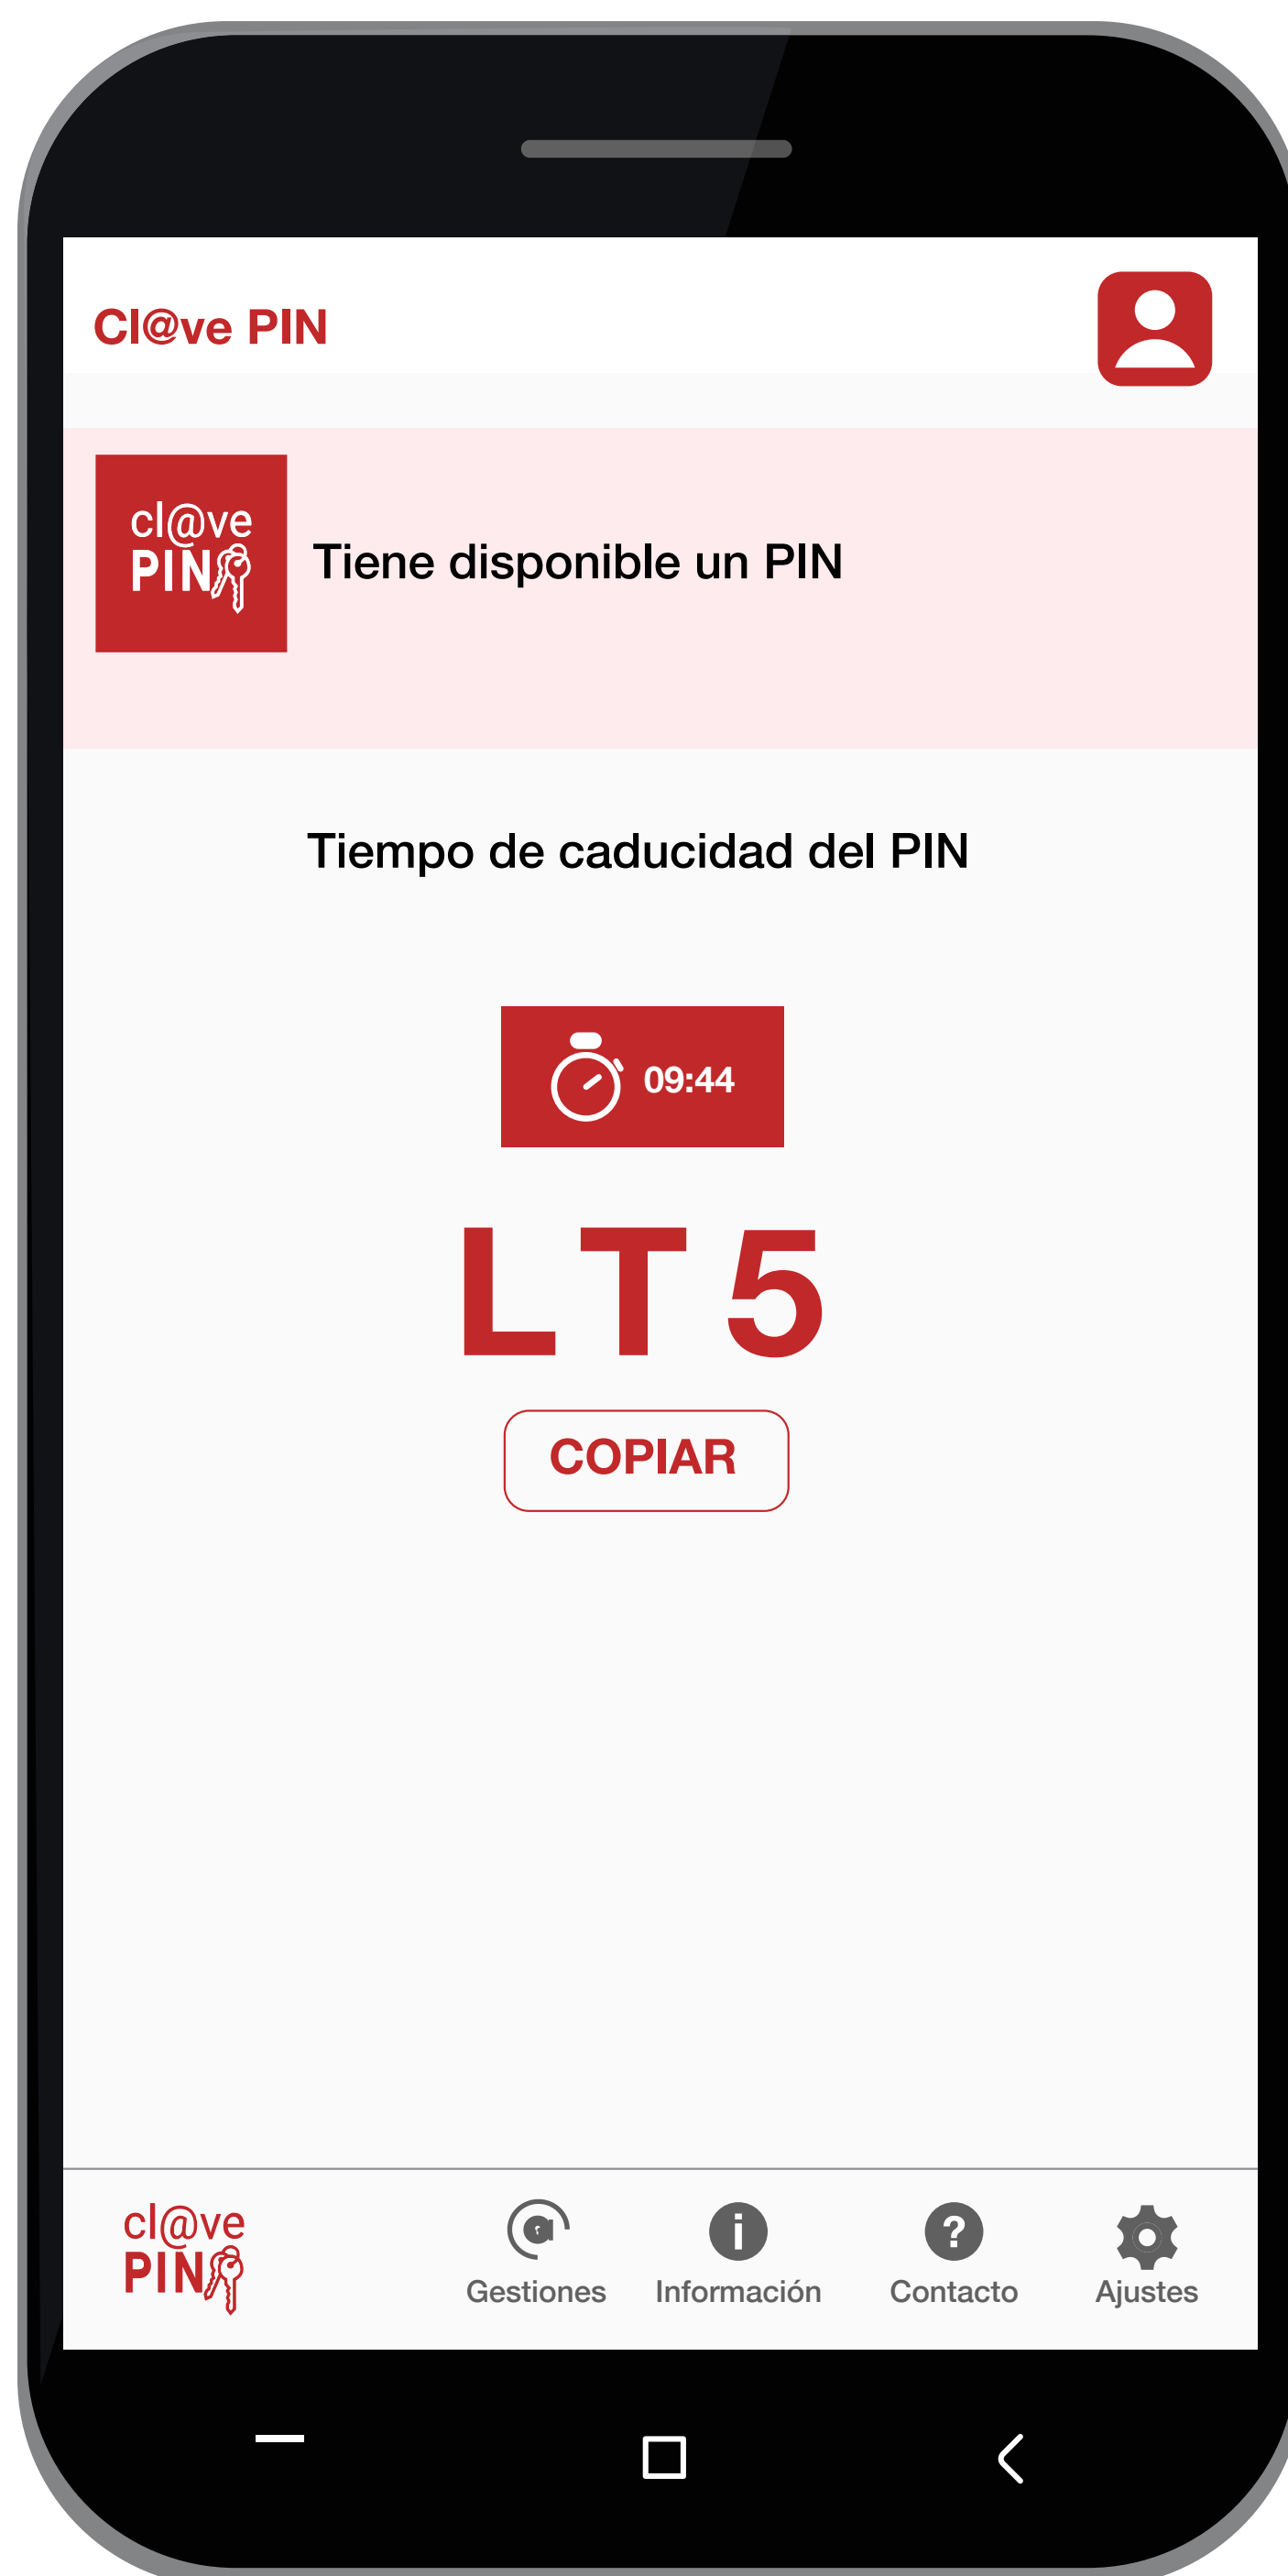 Cl@ve PIN
cl@ve
PIN
Tiene disponible un PIN
Tiempo de caducidad del PIN
09:44
LT5
COPIAR
cl@ve
PIN
Gestiones
Información
Contacto
Ajustes